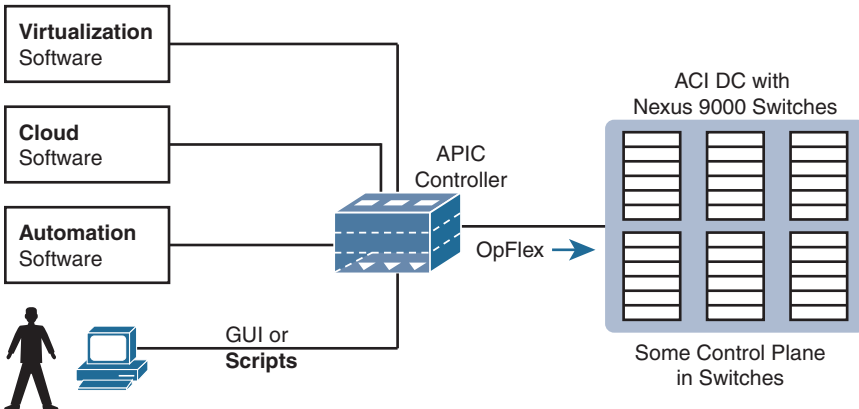 Virtualization
Software
Cloud
Software
Automation
Software
GUI or
Scripts
APIC
Controller
OpFlex
ACI DC with
Nexus 9000 Switches
Some Control Plane
in Switches